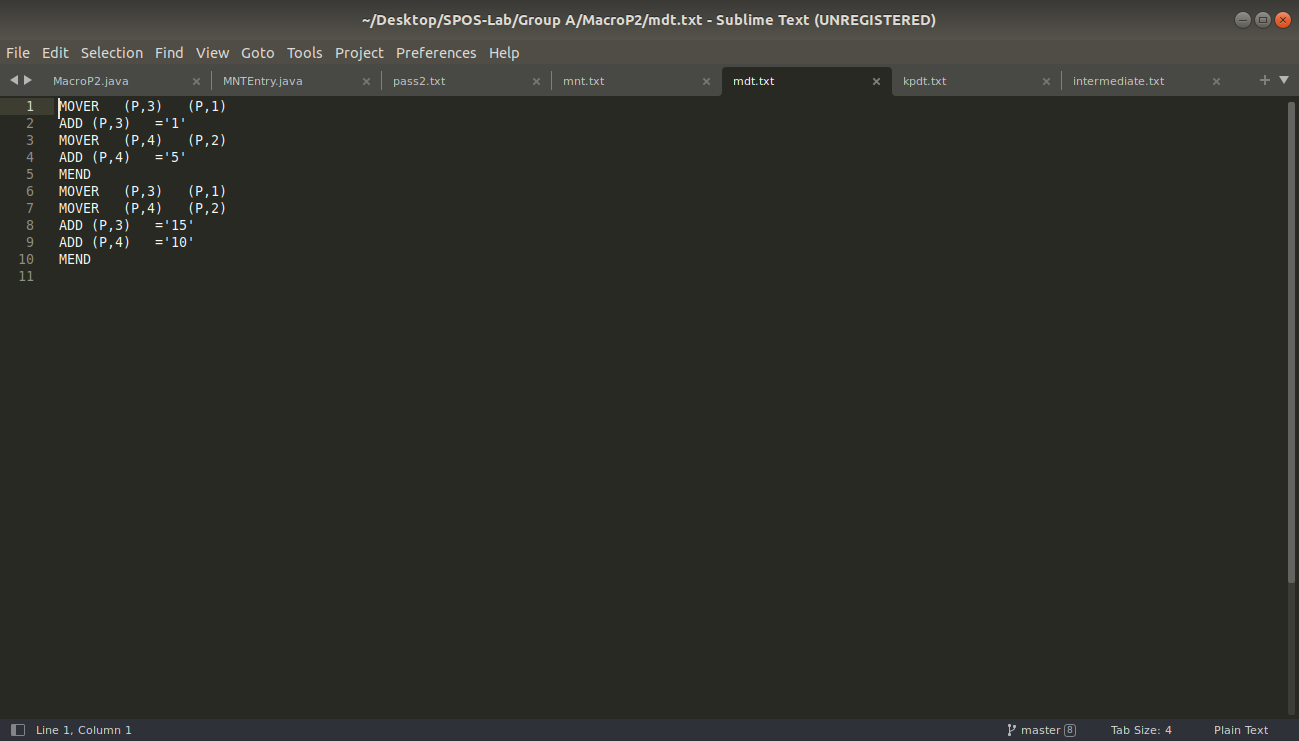 ~/Desktop/SPOS-Lab/Group A/MacroP2/mdt.txt - Sublime Text (UNREGISTERED)
File Edit Selection Find View Goto Tools Project Preferences Help
MacroP2.java MNTEntry.java pass2.txt mnt.txt mdt.txt kpdt.txt intermediate.txt
1 MOVER (P,3) (P,1)
2 ADD (P,3) ='1'
3 MOVER (P,4) (P,2)
4 ADD (P,4) ='5'
5 MEND
6 MOVER (P,3) (P,1)
7 MOVER (P,4) (P,2)
8 ADD (P,3) ='15'
9 ADD (P,4) ='10'
10 MEND
11
Line 1, Column 1 master 8 Tab Size: 4 Plain Text